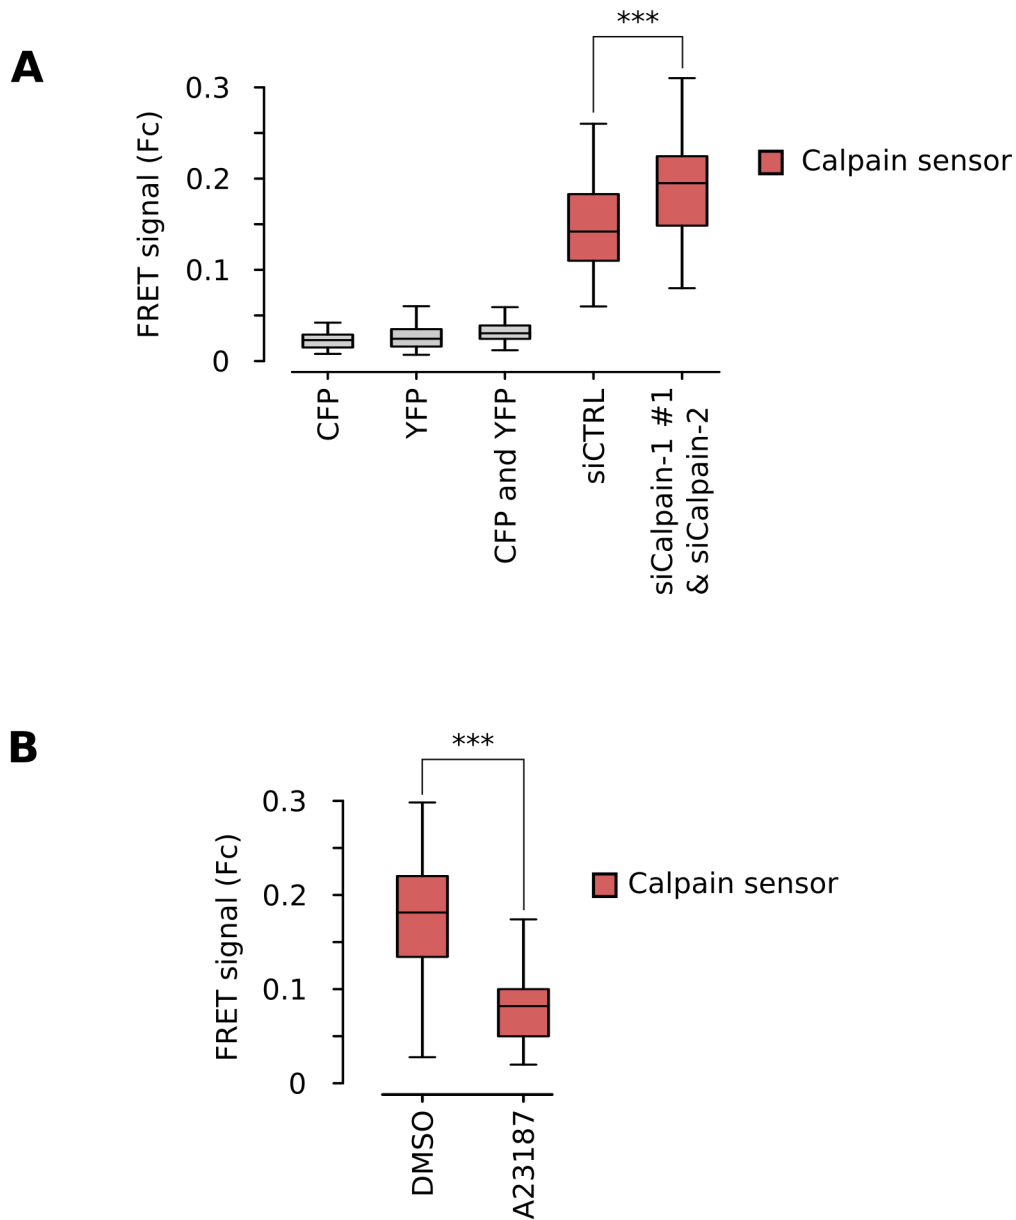 A
***
FRET signal (Fc)
0.3
0.2
0.1
0
Calpain sensor
CFP
YFP
CFP and YFP
siCTRL
siCalpain-1 #1
& siCalpain-2
B
***
FRET signal (Fc)
0.3
0.2
0.1
0
Calpain sensor
DMSO
A23187